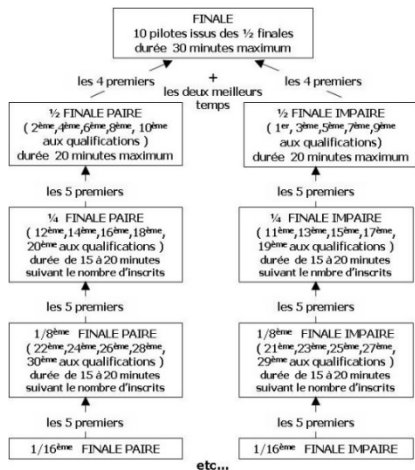 FINALE
10 pilotes issus des ½ finales
durée 30 minutes maximum
les 4 premiers
+
les deux meilleurs
temps
les 4 premiers
½ FINALE PAIRE
( 2ème,4ème,6ème,8ème, 10ème
aux qualifications )
durée 20 minutes maximum
½ FINALE IMPAIRE
( 1er, 3ème,5ème,7ème,9ème
aux qualifications)
durée 20 minutes maximum
les 5 premiers
les 5 premiers
¼ FINALE PAIRE
( 12ème,14ème,16ème,18ème,
20ème aux qualifications )
durée de 15 à 20 minutes
suivant le nombre d'inscrits
¼ FINALE IMPAIRE
( 11ème,13ème,15ème,17ème,
19ème aux qualifications )
durée de 15 à 20 minutes
suivant le nmbre d'inscrits
les 5 premiers
les 5 premiers
1/8ème FINALE PAIRE
(22ème,24ème,26ème,28ème,
30ème aux qualifications )
durée de 15 à 20 minutes
suivant le nombre d'inscrits
1/8ème FINALE IMPAIRE
(21ème,23ème,25ème,27ème,
29ème aux qualifications )
durée de 15 à 20 minutes
suivant le nombre d'inscrits
les 5 premiers
les 5 premiers
1/16ème FINALE PAIRE
1/16ème FINALE IMPAIRE
etc...